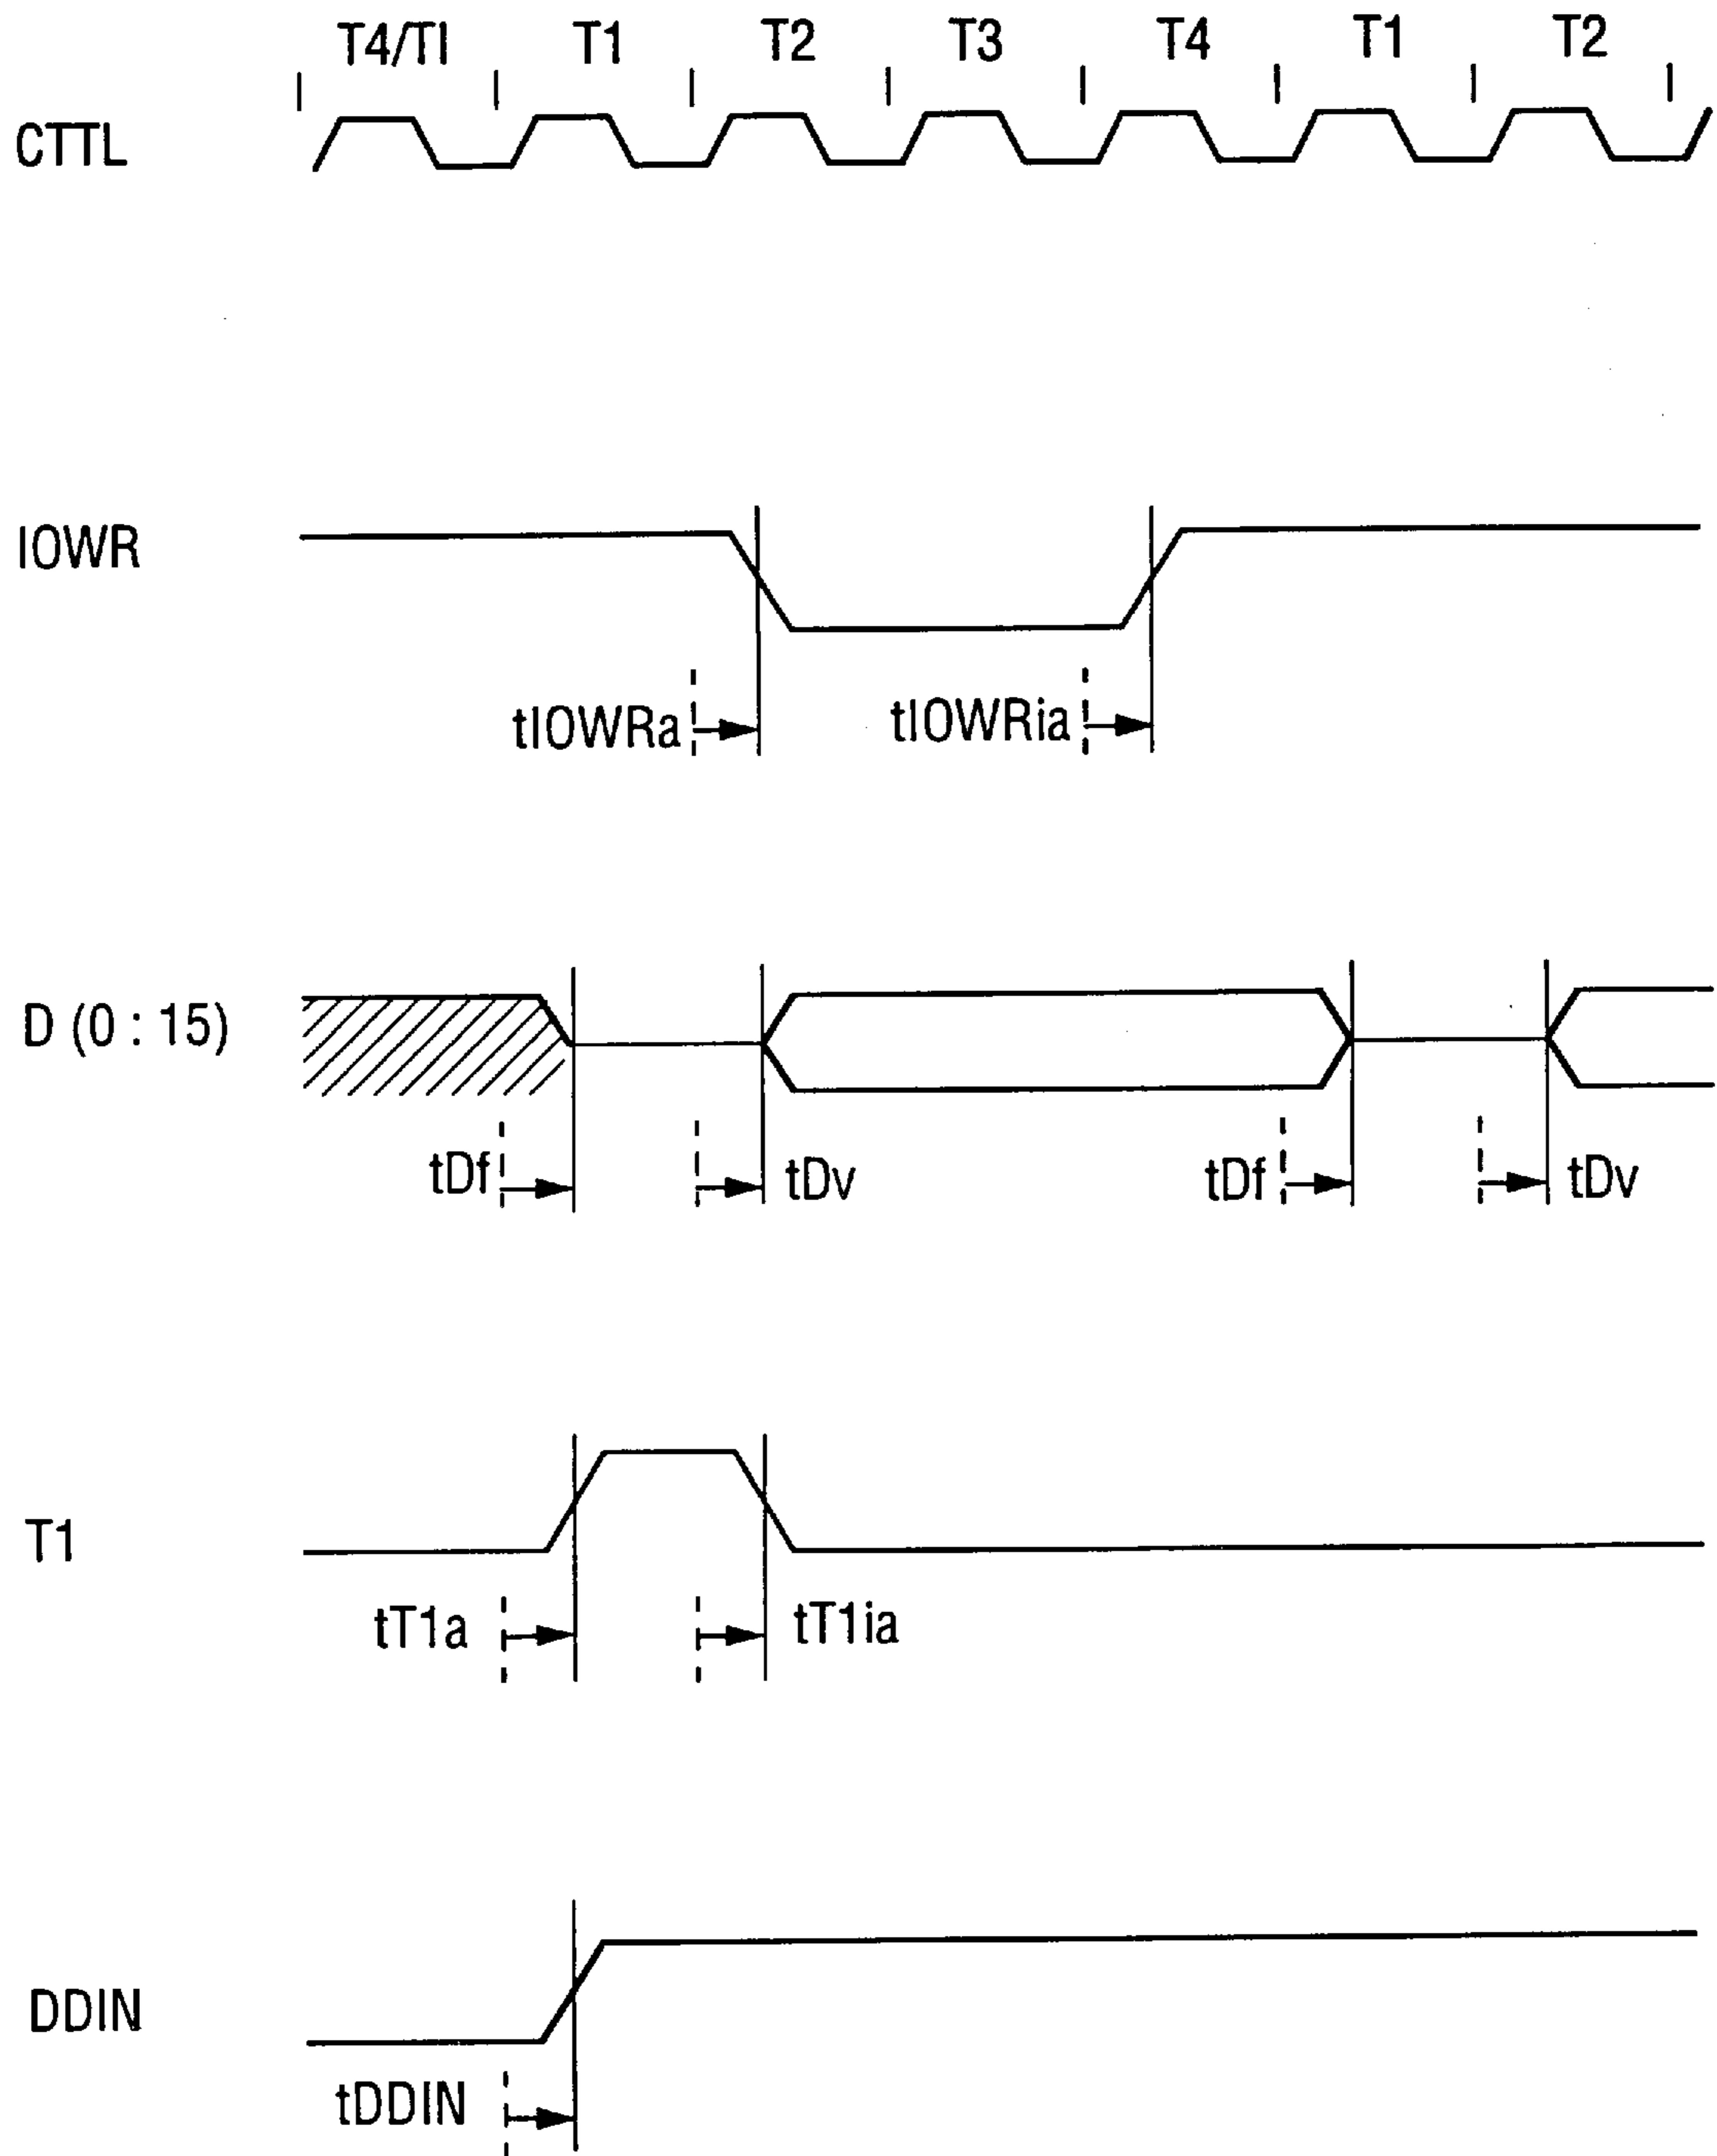 T4/TI T1 T2 T3 T4 T1 T2
CTTL
IOWR
tIOWRa tIOWRia
D (0 : 15)
tDf tDv tDf tDv
T1
tT1a tT1ia
DDIN
tDDIN